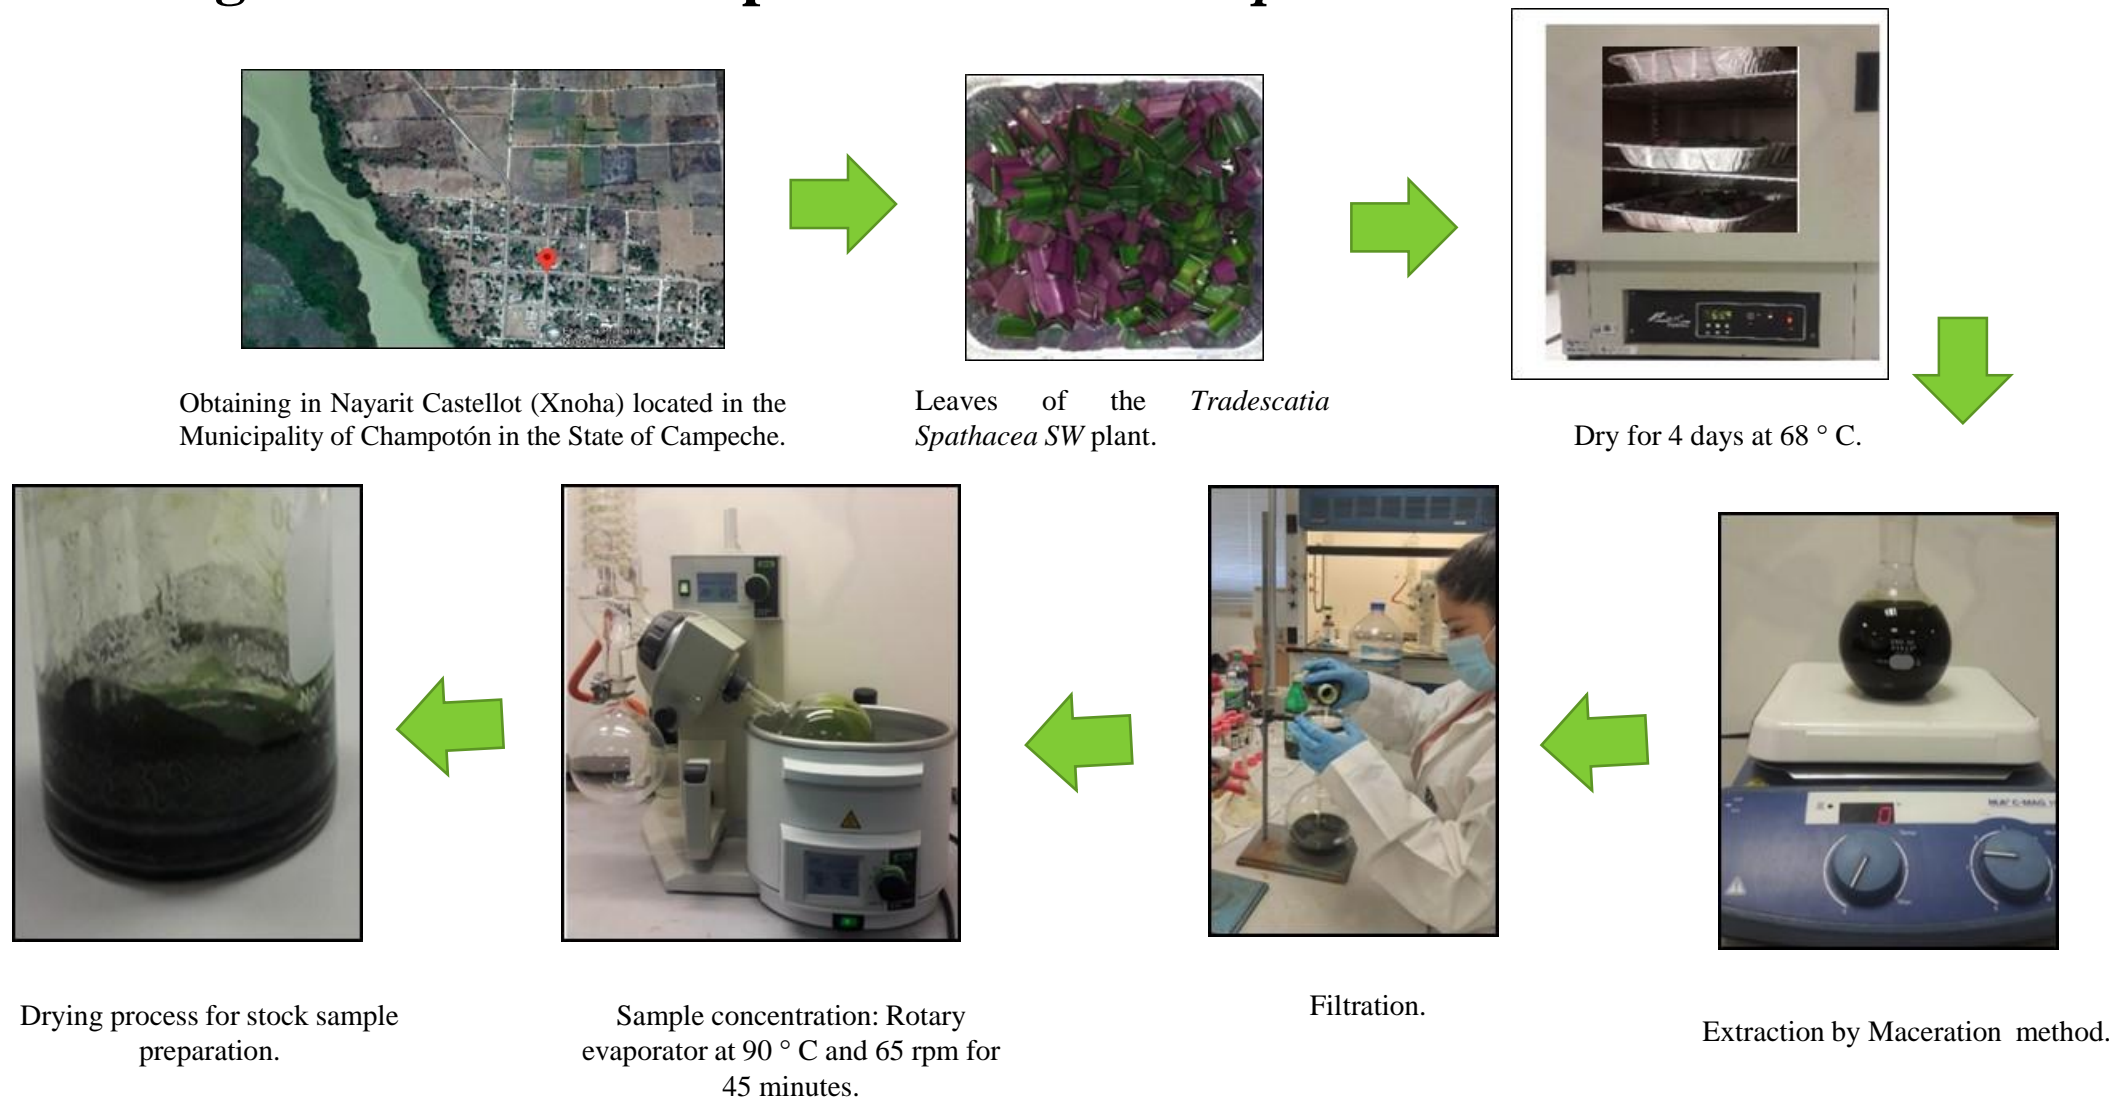 Obtaining in Nayarit Castellot (Xnoha) located in the
Municipality of Champotón in the State of Campeche.
Leaves of the Tradescatia
Spathacea SW plant.
Dry for 4 days at 68 ° C.
Drying process for stock sample
preparation.
Sample concentration: Rotary
evaporator at 90 ° C and 65 rpm for
45 minutes.
Filtration.
Extraction by Maceration method.